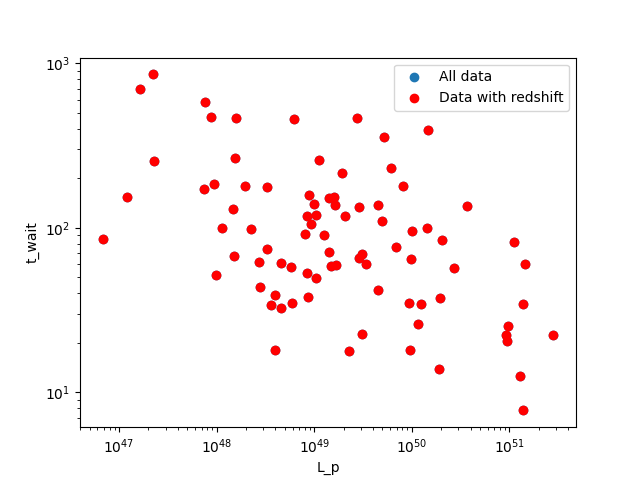 All data
Data with redshift
10³
10²
10¹
t_wait
10⁴⁷
10⁴⁸
10⁴⁹
10⁵⁰
10⁵¹
L_p